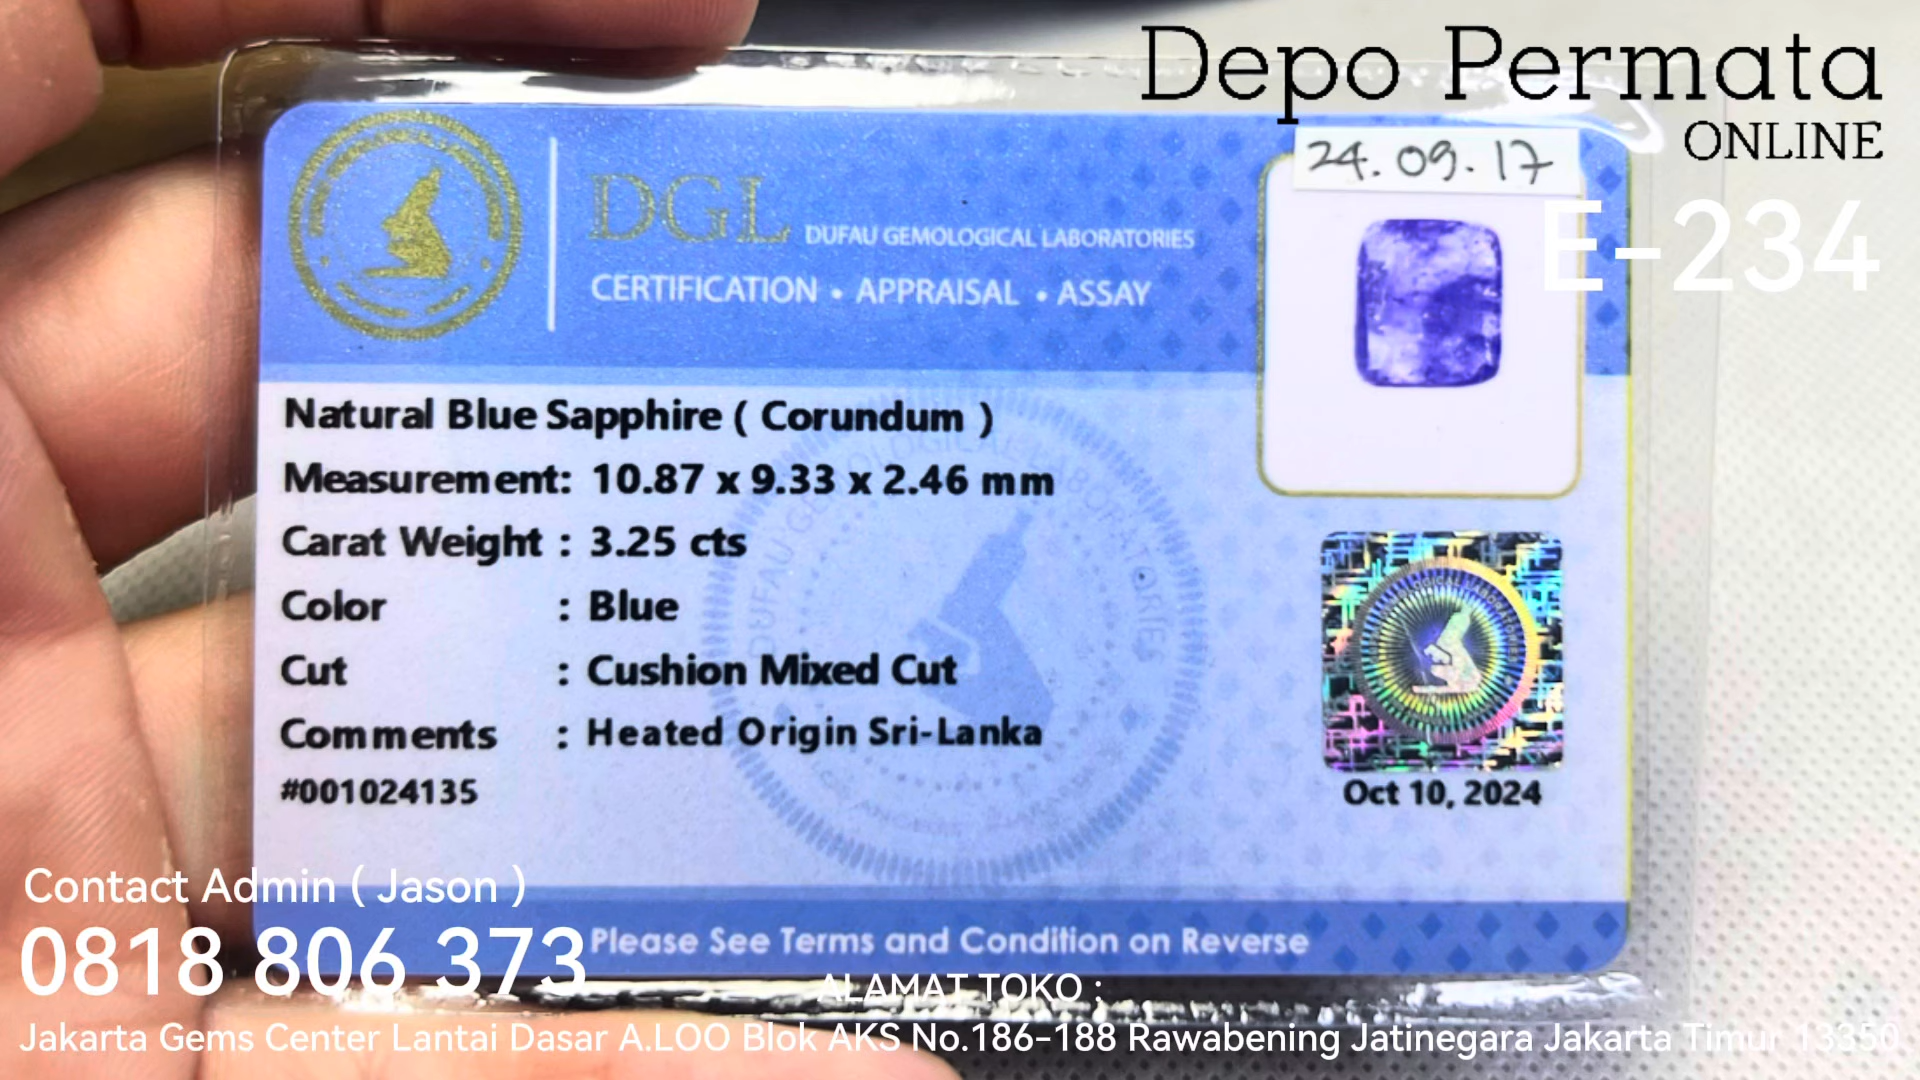 Depo Permata
ONLINE
24.09.17
E-234
DGL DUFAU GEMOLOGICAL LABORATORIES
CERTIFICATION • APPRAISAL • ASSAY
Natural Blue Sapphire ( Corundum )
Measurement: 10.87 x 9.33 x 2.46 mm
Carat Weight : 3.25 cts
Color : Blue
Cut : Cushion Mixed Cut
Comments : Heated Origin Sri-Lanka
#001024135
Oct 10, 2024
Contact Admin ( Jason )
0818 806 373
Please See Terms and Condition on Reverse
ALAMAT TOKO :
Jakarta Gems Center Lantai Dasar A.LOO Blok AKS No.186-188 Rawabening Jatinegara Jakarta Timur 13350
DUFAU GEMOLOGICAL LABORATORIES